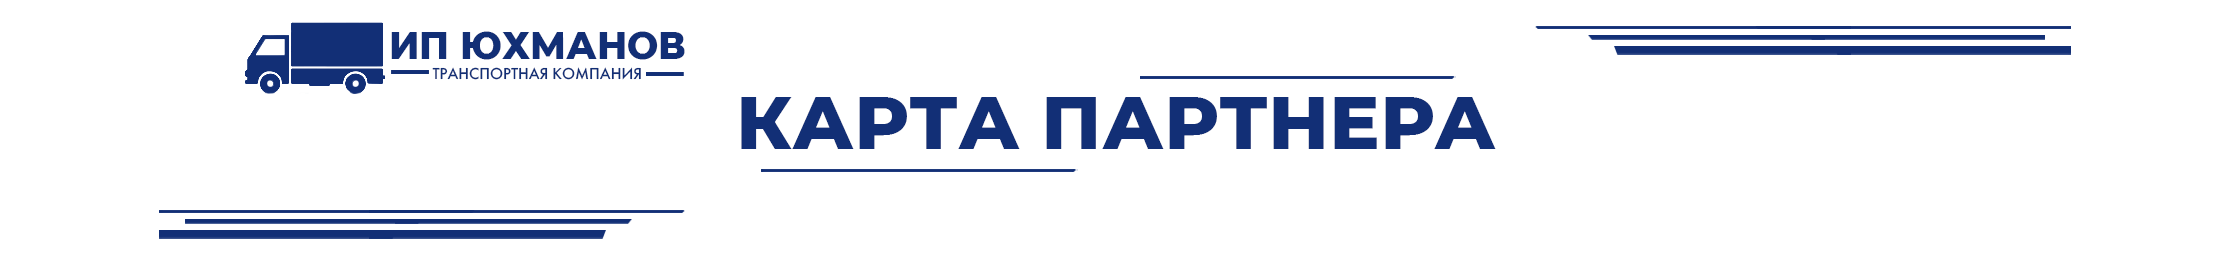 ИП ЮХМАНОВ
ТРАНСПОРТНАЯ КОМПАНИЯ
КАРТА ПАРТНЕРА